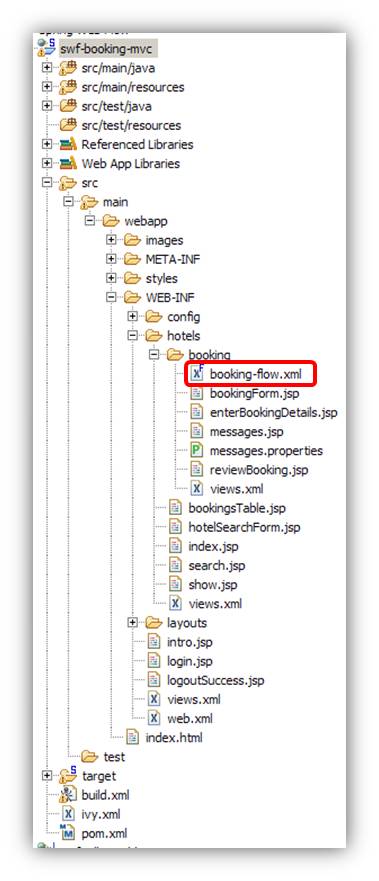 swf-booking-mvc
src/main/java
src/main/resources
src/test/java
src/test/resources
Referenced Libraries
Web App Libraries
src
main
webapp
images
META-INF
styles
WEB-INF
config
hotels
booking
booking-flow.xml
bookingForm.jsp
enterBookingDetails.jsp
messages.jsp
messages.properties
reviewBooking.jsp
views.xml
bookingsTable.jsp
hotelSearchForm.jsp
index.jsp
search.jsp
show.jsp
views.xml
layouts
intro.jsp
login.jsp
logoutSuccess.jsp
views.xml
web.xml
index.html
test
target
build.xml
ivy.xml
pom.xml